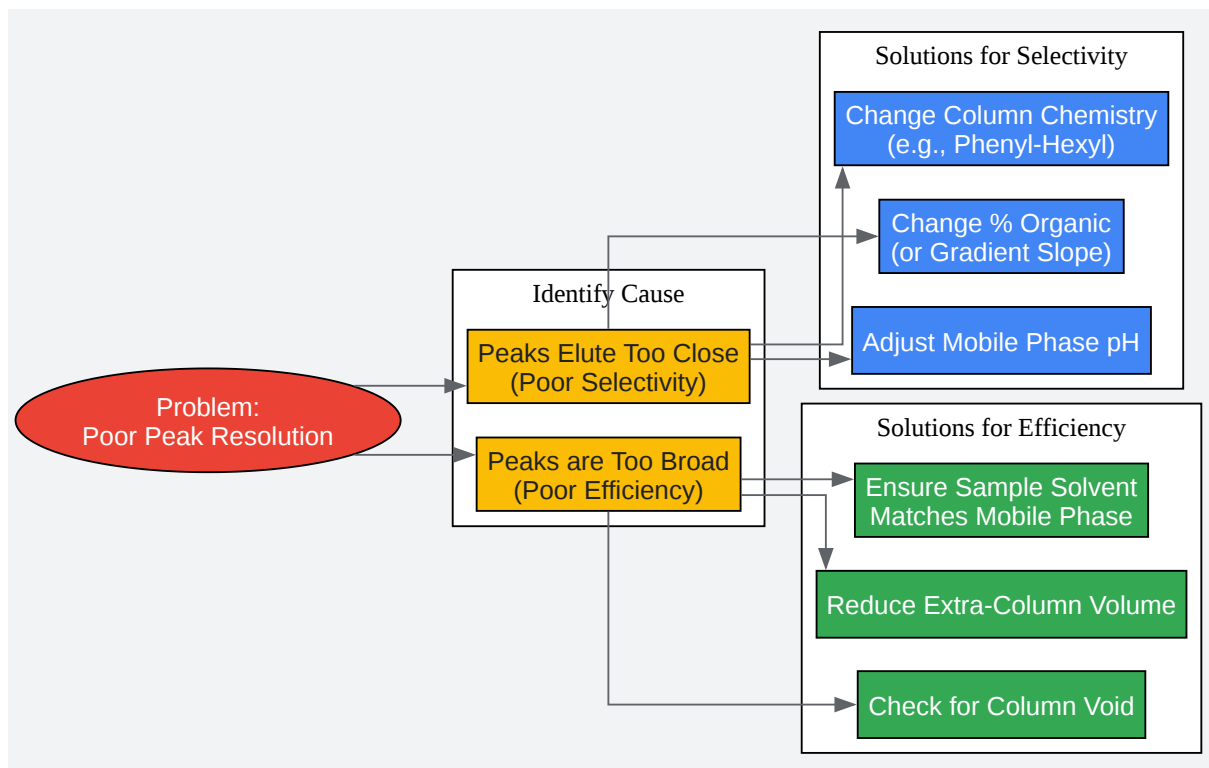 Problem:
Poor Peak Resolution
Identify Cause
Peaks Elute Too Close
(Poor Selectivity)
Peaks are Too Broad
(Poor Efficiency)
Solutions for Selectivity
Change Column Chemistry
(e.g., Phenyl-Hexyl)
Change % Organic
(or Gradient Slope)
Adjust Mobile Phase pH
Solutions for Efficiency
Ensure Sample Solvent
Matches Mobile Phase
Reduce Extra-Column Volume
Check for Column Void